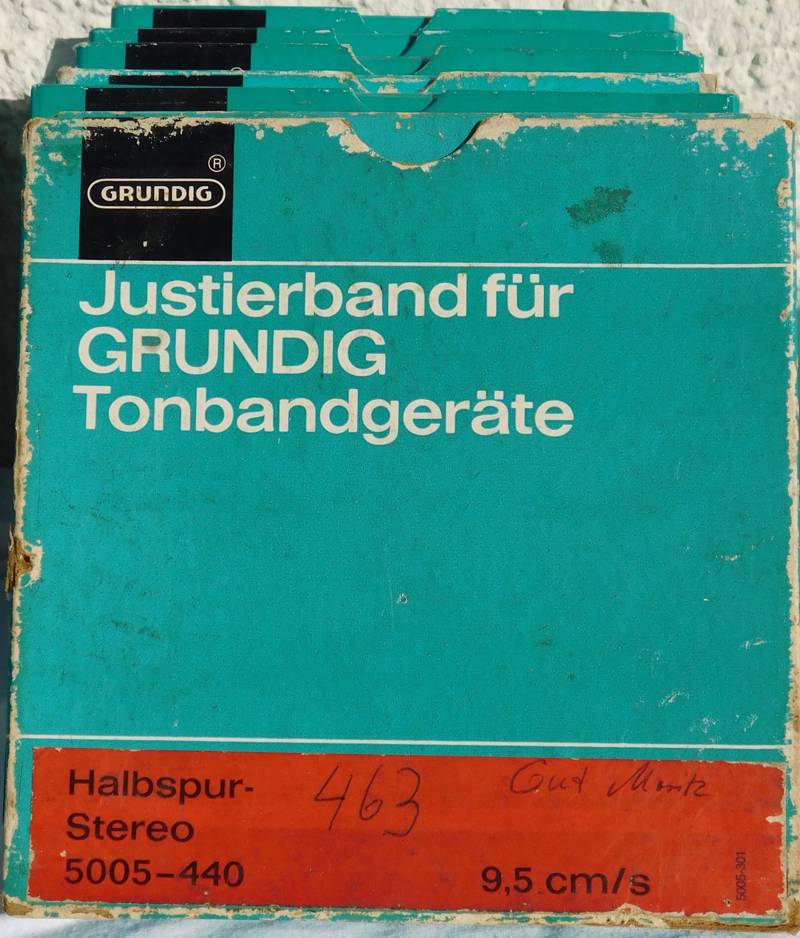 GRUNDIG ®
Justierband für
GRUNDIG
Tonbandgeräte
Halbspur-
Stereo
5005-440
463
9,5 cm/s
5005-301